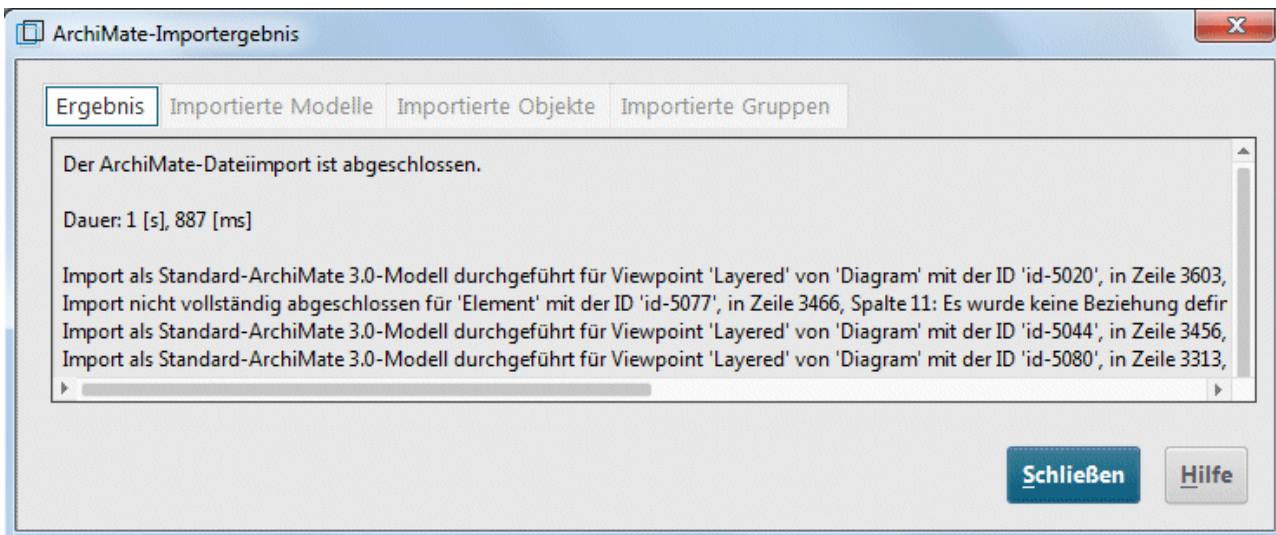 ArchiMate-Importergebnis
Ergebnis Importierte Modelle Importierte Objekte Importierte Gruppen
Der ArchiMate-Dateiimport ist abgeschlossen.
Dauer: 1 [s], 887 [ms]
Import als Standard-ArchiMate 3.0-Modell durchgeführt für Viewpoint 'Layered' von 'Diagram' mit der ID 'id-5020', in Zeile 3603,
Import nicht vollständig abgeschlossen für 'Element' mit der ID 'id-5077', in Zeile 3466, Spalte 11: Es wurde keine Beziehung defin
Import als Standard-ArchiMate 3.0-Modell durchgeführt für Viewpoint 'Layered' von 'Diagram' mit der ID 'id-5044', in Zeile 3456,
Import als Standard-ArchiMate 3.0-Modell durchgeführt für Viewpoint 'Layered' von 'Diagram' mit der ID 'id-5080', in Zeile 3313,
Schließen Hilfe